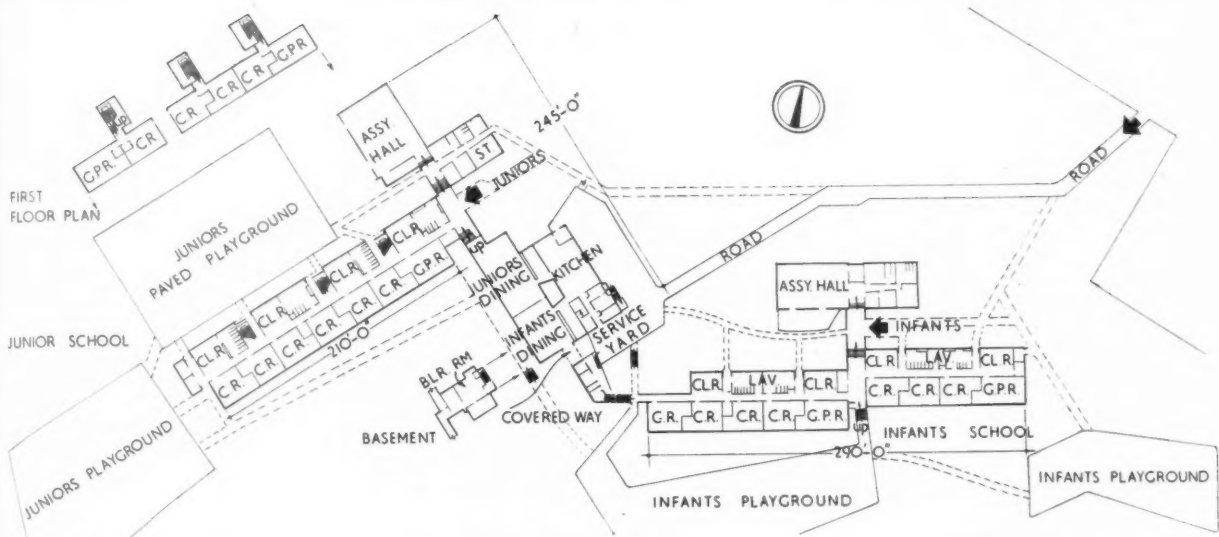 G.P.R.
C.R.
C.R.
C.R.
G.P.R.
UP
C.R.
FIRST
FLOOR PLAN
ASSY.
HALL
ST.
245'-0"
JUNIORS
JUNIORS
PAVED PLAYGROUND
CL.R.
CL.R.
CL.R.
CL.R.
UP
JUNIOR SCHOOL
C.R.
C.R.
C.R.
C.R.
C.R.
C.R.
G.P.R.
210'-0"
JUNIORS
DINING
KITCHEN
INFANTS
DINING
SERVICE
YARD
BLR. RM
BASEMENT
COVERED WAY
JUNIORS PLAYGROUND
ROAD
ROAD
ASSY. HALL
INFANTS
CL.R.
LAV.
CL.R.
CL.R.
LAV.
CL.R.
G.R.
C.R.
C.R.
C.R.
G.P.R.
C.R.
C.R.
C.R.
G.P.R.
UP
INFANTS SCHOOL
290'-0"
INFANTS PLAYGROUND
INFANTS PLAYGROUND